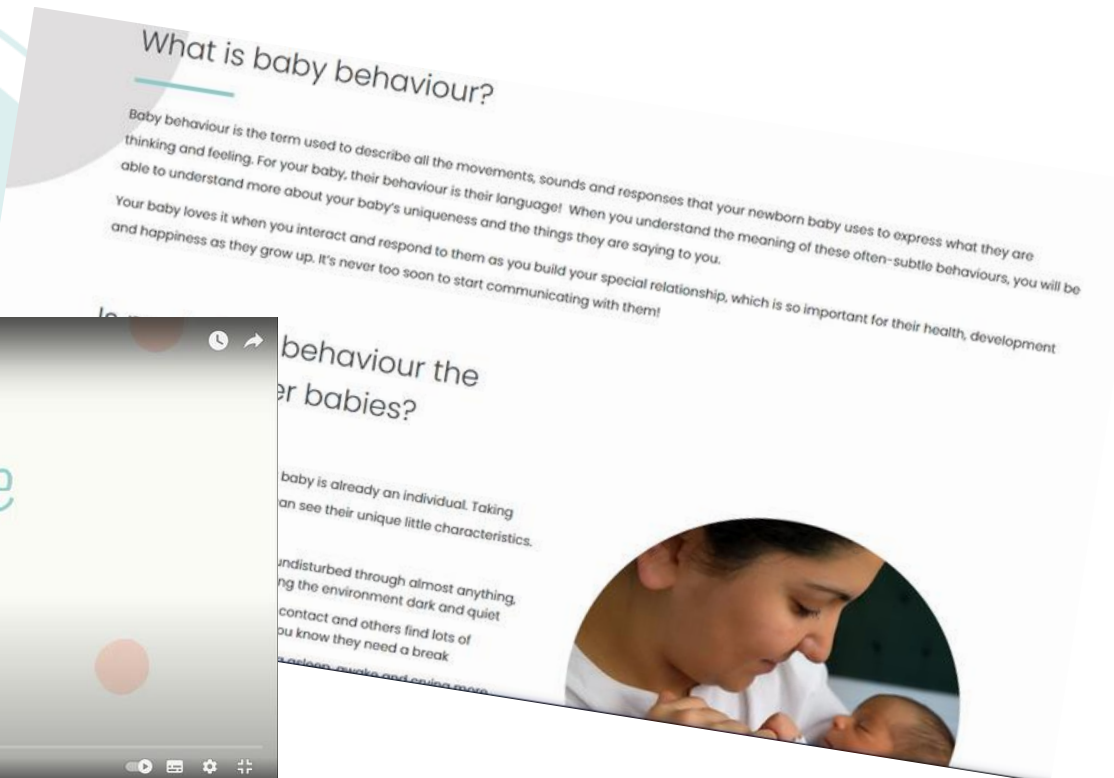 What is baby behaviour?
Baby behaviour is the term used to describe all the movements, sounds and responses that your newborn baby uses to express what they are
thinking and feeling. For your baby, their behaviour is their language!  When you understand the meaning of these often-subtle behaviours, you will be
able to understand more about your baby's uniqueness and the things they are saying to you.
Your baby loves it when you interact and respond to them as you build your special relationship, which is so important for their health, development
and happiness as they grow up. It's never too soon to start communicating with them!
behaviour the
er babies?
baby is already an individual. Taking
an see their unique little characteristics.
undisturbed through almost anything,
ng the environment dark and quiet
contact and others find lots of
ou know they need a break
asleep, awake and crying more
e